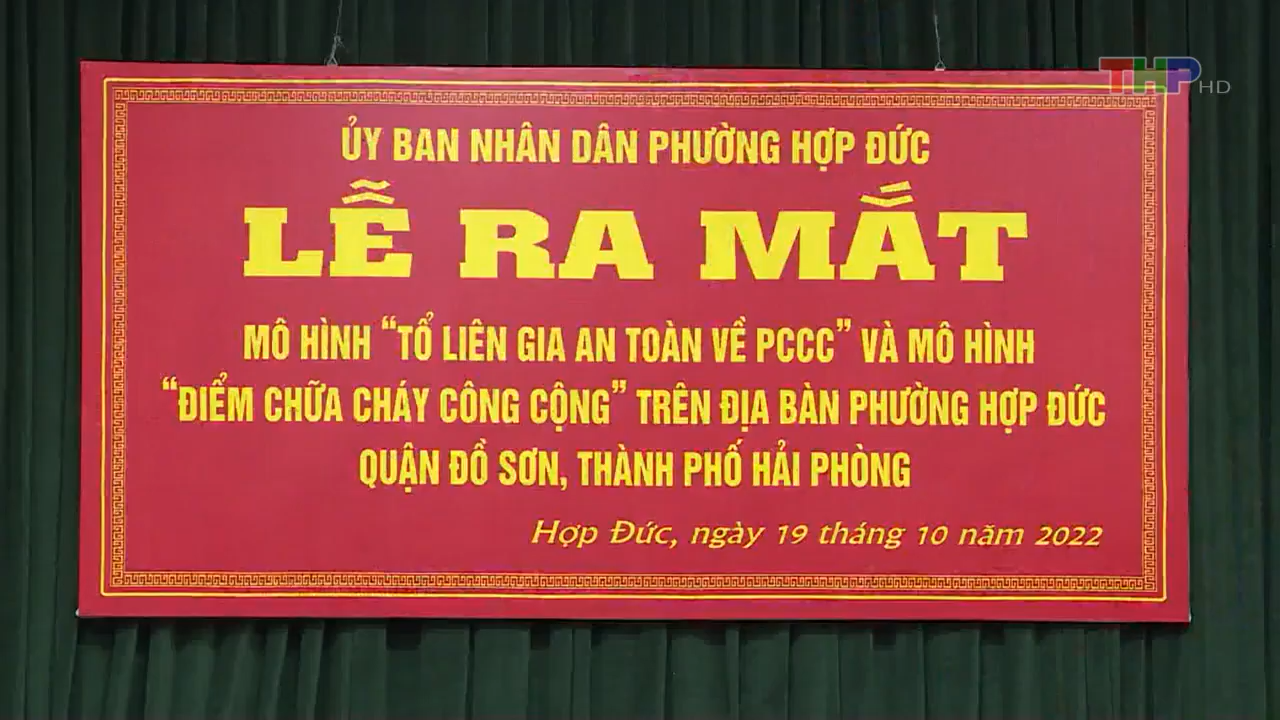 THP HD
ỦY BAN NHÂN DÂN PHƯỜNG HỢP ĐỨC
LỄ RA MẮT
MÔ HÌNH “TỔ LIÊN GIA AN TOÀN VỀ PCCC” VÀ MÔ HÌNH
“ĐIỂM CHỮA CHÁY CÔNG CỘNG” TRÊN ĐỊA BÀN PHƯỜNG HỢP ĐỨC
QUẬN ĐỒ SƠN, THÀNH PHỐ HẢI PHÒNG
Hợp Đức, ngày 19 tháng 10 năm 2022